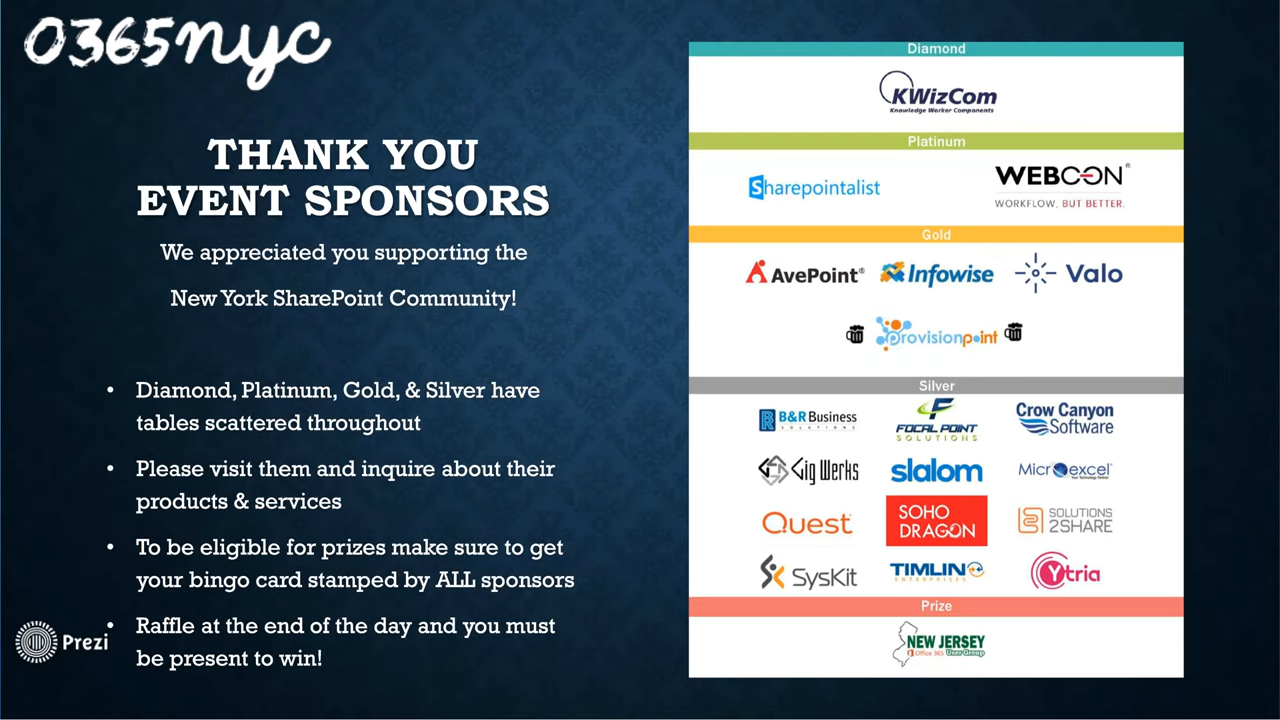 O365nyc
THANK YOU
EVENT SPONSORS
We appreciated you supporting the
New York SharePoint Community!
• Diamond, Platinum, Gold, & Silver have
tables scattered throughout
• Please visit them and inquire about their
products & services
• To be eligible for prizes make sure to get
your bingo card stamped by ALL sponsors
• Raffle at the end of the day and you must
be present to win!
Prezi
Diamond
KWizCom
Knowledge Worker Components
Platinum
Sharepointalist
WEBCON®
WORKFLOW, BUT BETTER.
Gold
AvePoint®
Infowise
Valo
Provisionpoint
Silver
B&R Business
SOLUTIONS
FOCAL POINT
SOLUTIONS
Crow Canyon
Software
Gig Werks
slalom
Microexcel
Your Technology Partner
Quest
SOHO
DRAGON
SOLUTIONS
2SHARE
SysKit
TIMLIN
ENTERPRISES
Ytria
Prize
NEW JERSEY
Office 365 User Group